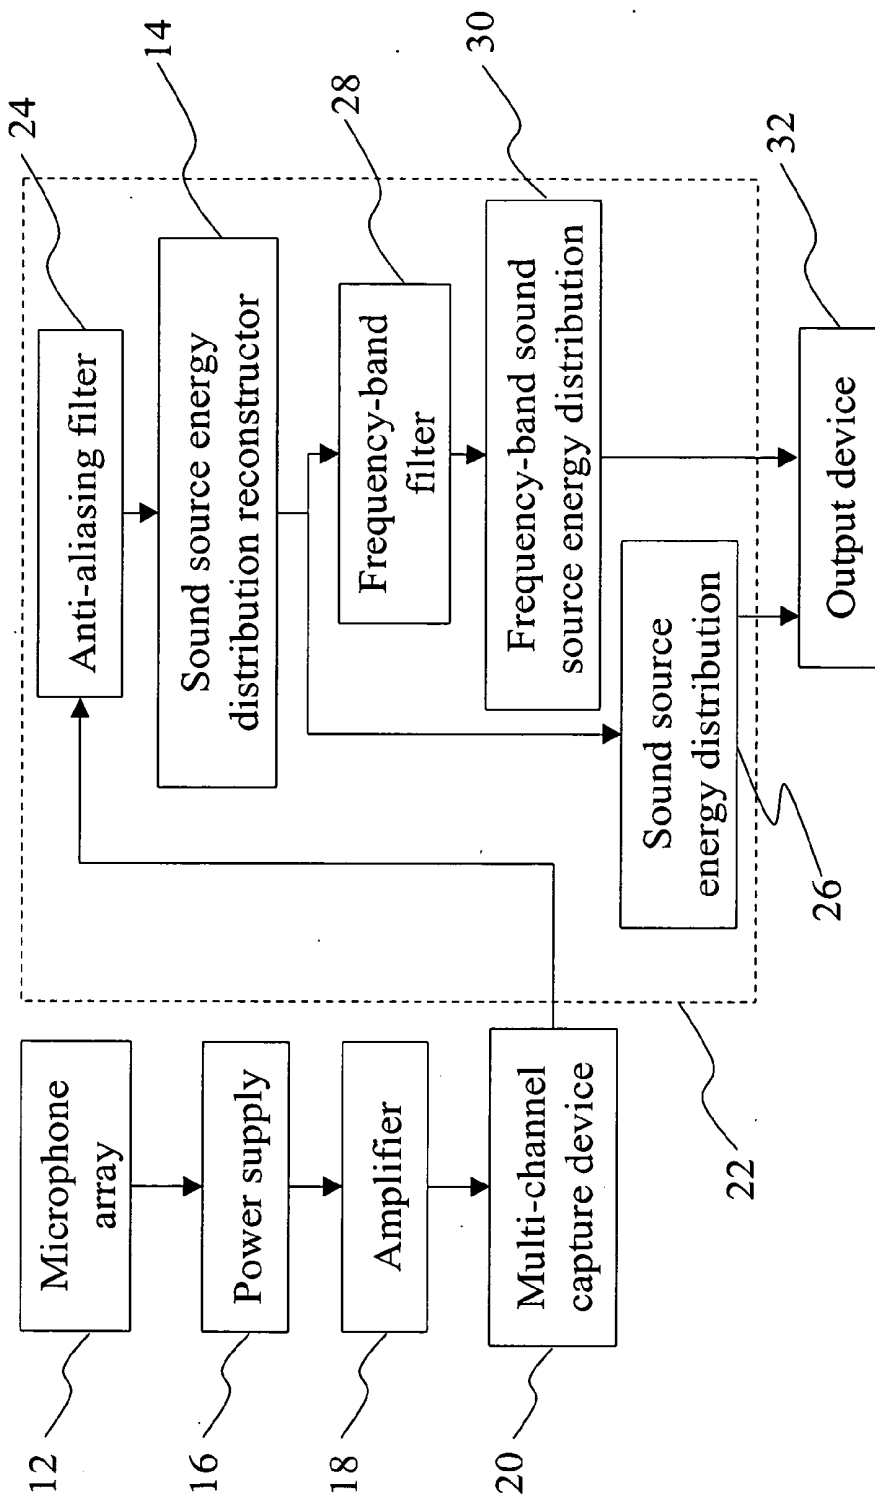 12
Microphone
array
16
Power supply
18
Amplifier
20
Multi-channel
capture device
22
24
Anti-aliasing filter
14
Sound source energy
distribution reconstructor
28
Frequency-band
filter
30
Frequency-band sound
source energy distribution
26
Sound source
energy distribution
32
Output device